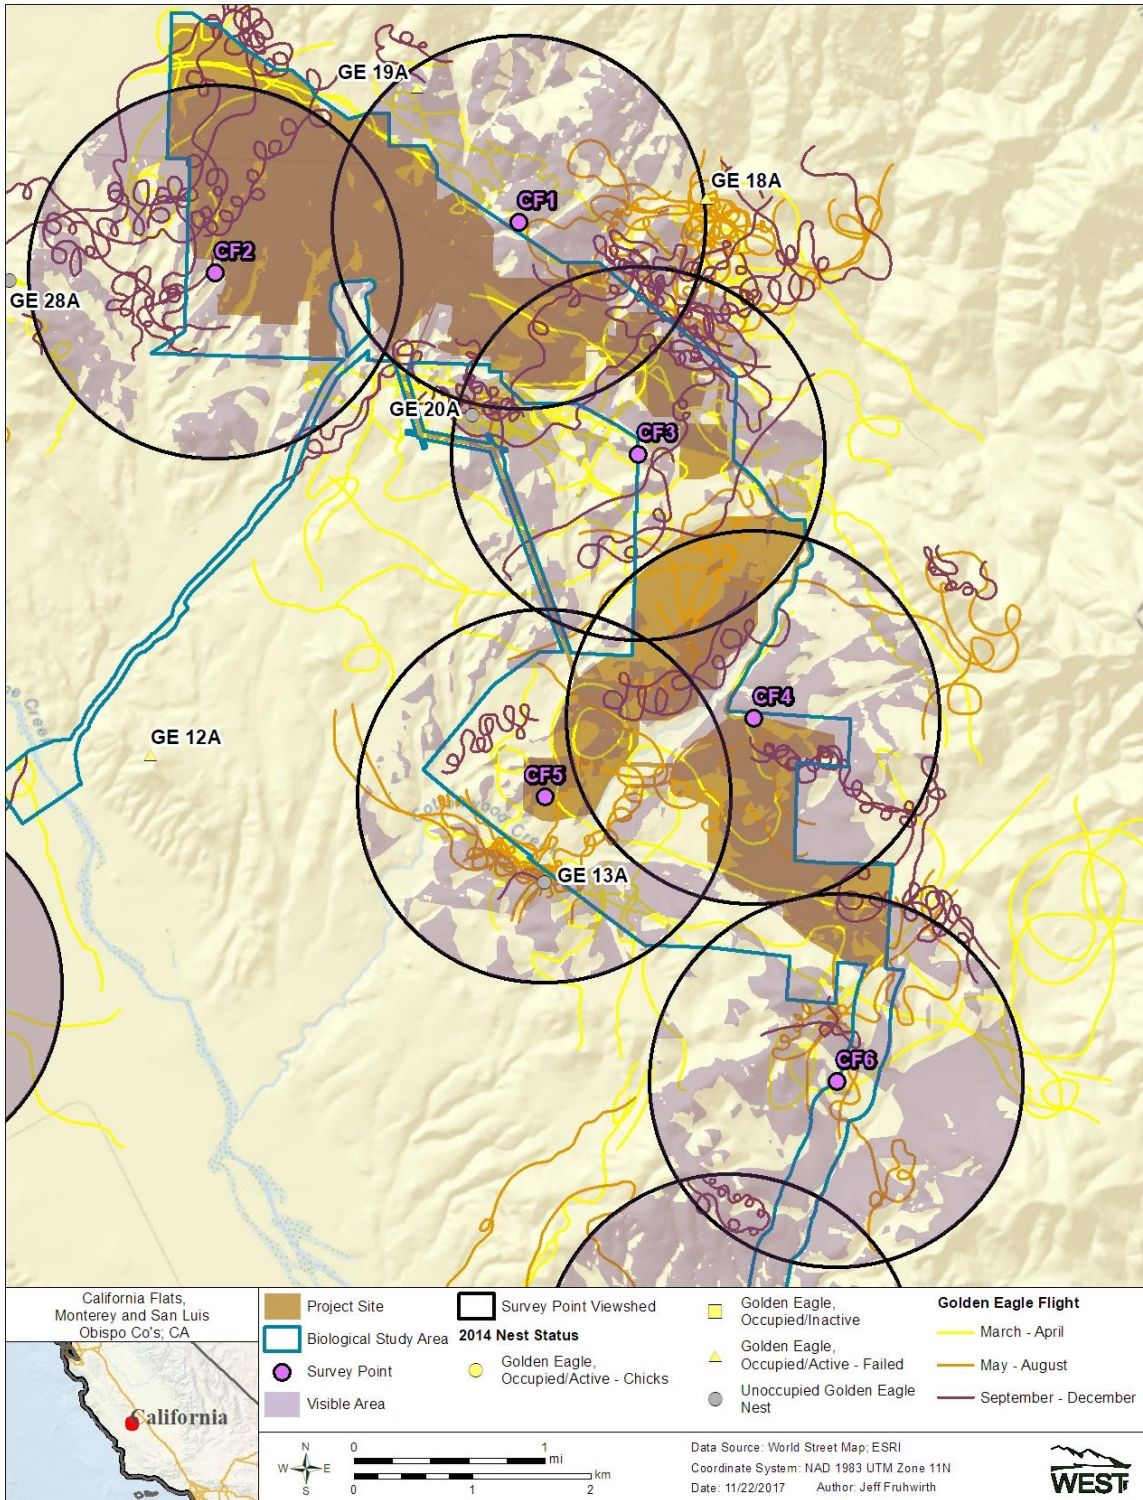 GE 19A
GE 18A
CF1
CF2
GE 28A
GE 20A
CF3
CF4
GE 12A
CF5
Cottonwood Creek
GE 13A
CF6
California Flats,
Monterey and San Luis
Obispo Co's; CA
California
Project Site
Biological Study Area
Survey Point
Visible Area
Survey Point Viewshed
2014 Nest Status
Golden Eagle,
Occupied/Active - Chicks
Golden Eagle,
Occupied/Inactive
Golden Eagle,
Occupied/Active - Failed
Unoccupied Golden Eagle
Nest
Golden Eagle Flight
March - April
May - August
September - December
N
W E
S
0 1
mi
km
0 1 2
Data Source: World Street Map; ESRI
Coordinate System: NAD 1983 UTM Zone 11N
Date: 11/22/2017 Author: Jeff Fruhwirth
WEST